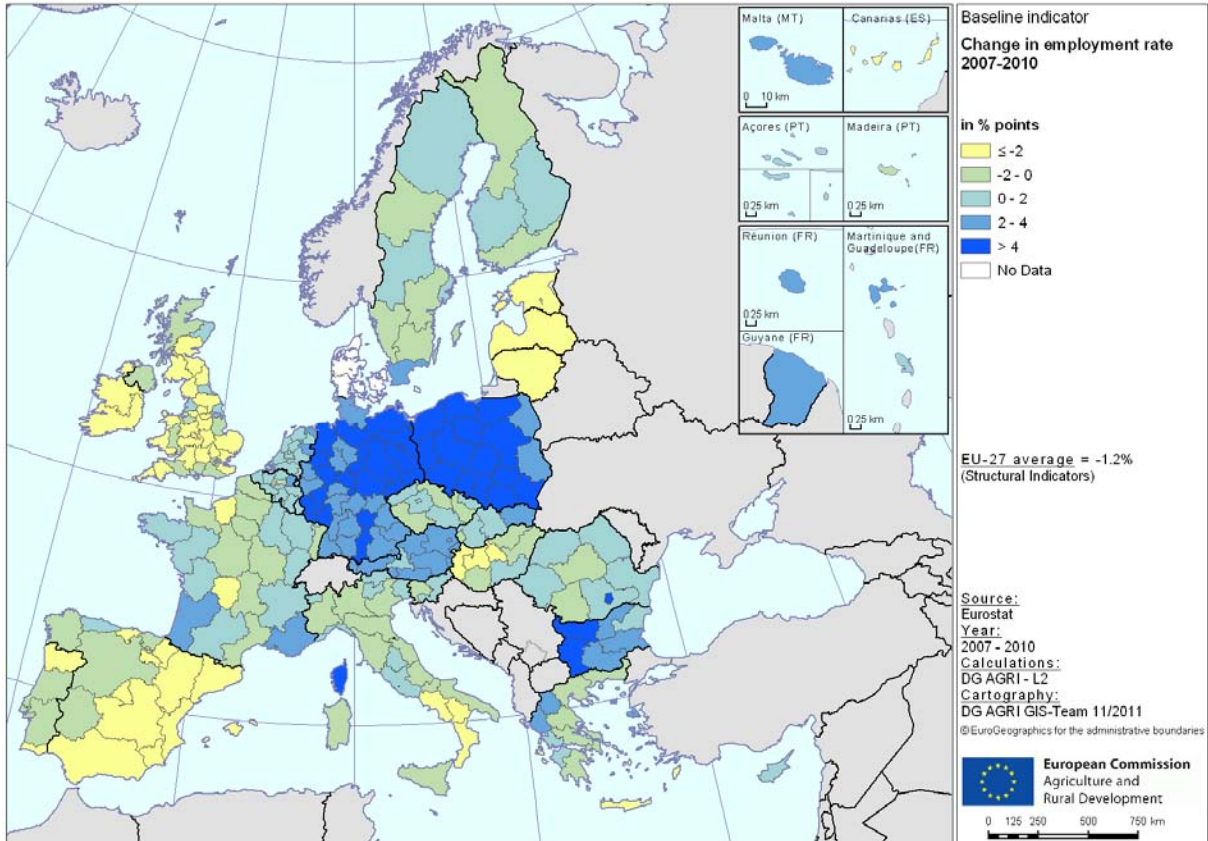 Malta (MT)
0 10 km
Canarias (ES)
Açores (PT)
0 25 km
Madeira (PT)
0 25 km
Réunion (FR)
0 25 km
Martinique and
Guadeloupe(FR)
0 25 km
Guyane (FR)
Baseline indicator
Change in employment rate
2007-2010
in % points
≤ -2
-2 - 0
0 - 2
2 - 4
> 4
No Data
EU-27 average = -1.2%
(Structural Indicators)
Source:
Eurostat
Year:
2007 - 2010
Calculations:
DG AGRI - L2
Cartography:
DG AGRI GIS-Team 11/2011
© EuroGeographics for the administrative boundaries
European Commission
Agriculture and
Rural Development
0 125 250 500 750 km